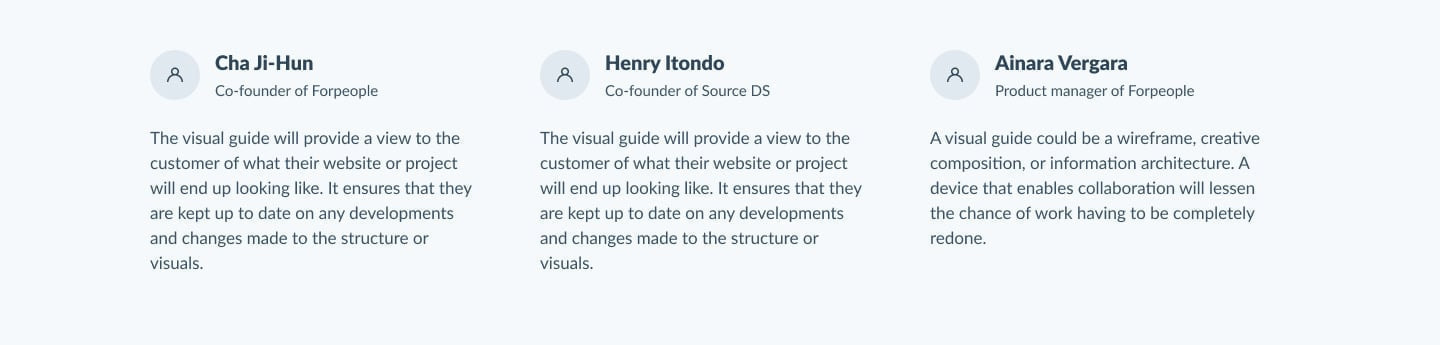 Cha Ji-Hun
Co-founder of Forpeople
The visual guide will provide a view to the
customer of what their website or project
will end up looking like. It ensures that they
are kept up to date on any developments
and changes made to the structure or
visuals.
Henry Itondo
Co-founder of Source DS
The visual guide will provide a view to the
customer of what their website or project
will end up looking like. It ensures that they
are kept up to date on any developments
and changes made to the structure or
visuals.
Ainara Vergara
Product manager of Forpeople
A visual guide could be a wireframe, creative
composition, or information architecture. A
device that enables collaboration will lessen
the chance of work having to be completely
redone.